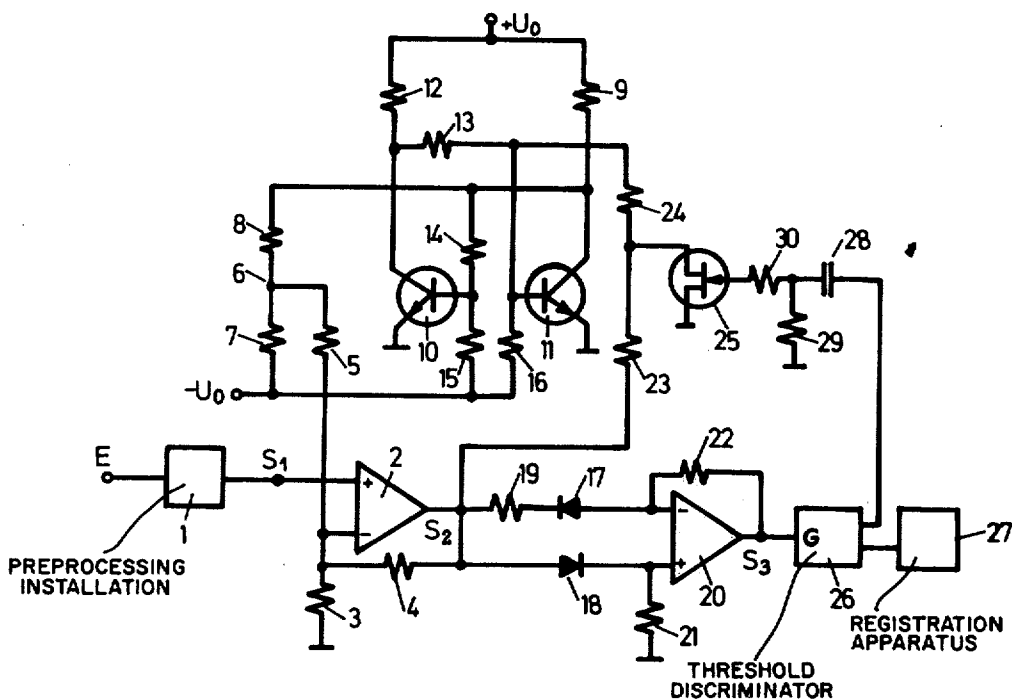 +U₀
12
9
13
8
14
24
30
28
6
7
5
10
11
25
29
15
16
23
-U₀
E
S₁
2
19
17
22
+
-
-
+
S₂
S₃
G
27
1
4
18
20
26
3
21
PREPROCESSING
INSTALLATION
REGISTRATION
APPARATUS
THRESHOLD
DISCRIMINATOR